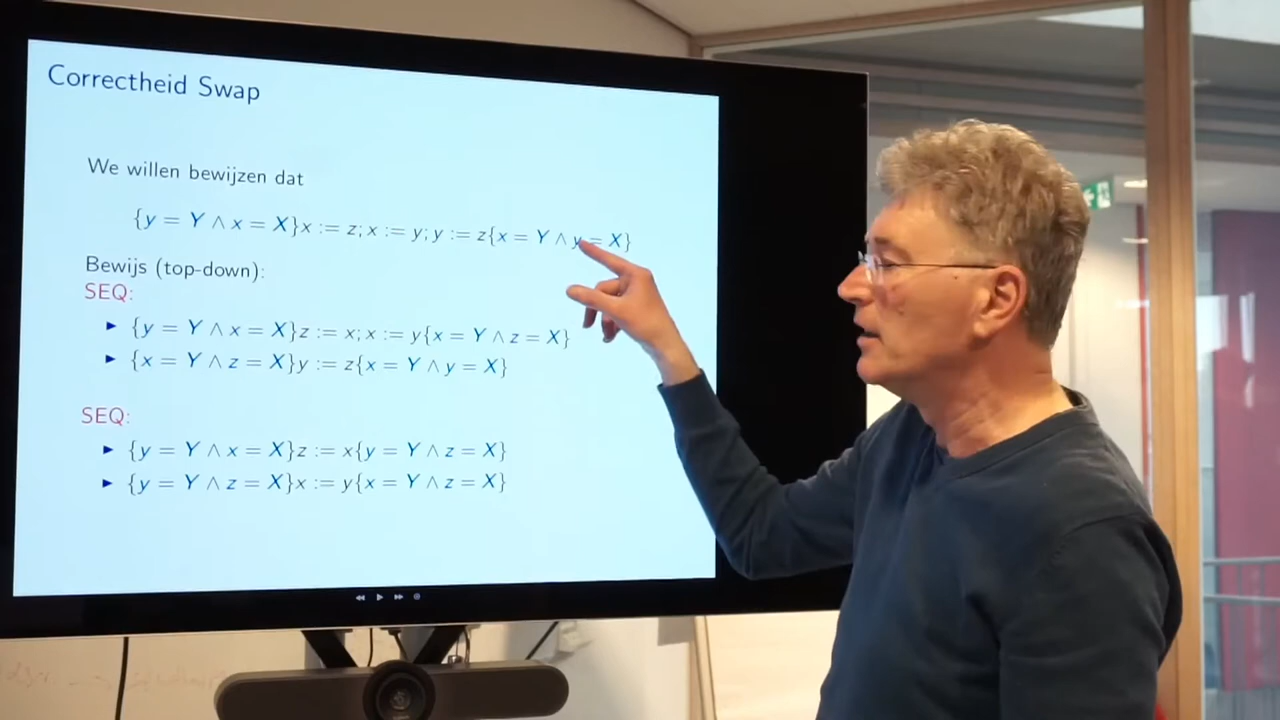 Correctheid Swap
We willen bewijzen dat
{y = Y ∧ x = X}x := z; x := y; y := z{x = Y ∧ y = X}
Bewijs (top-down):
SEQ:
▶ {y = Y ∧ x = X}z := x; x := y{x = Y ∧ z = X}
▶ {x = Y ∧ z = X}y := z{x = Y ∧ y = X}
SEQ:
▶ {y = Y ∧ x = X}z := x{y = Y ∧ z = X}
▶ {y = Y ∧ z = X}x := y{x = Y ∧ z = X}